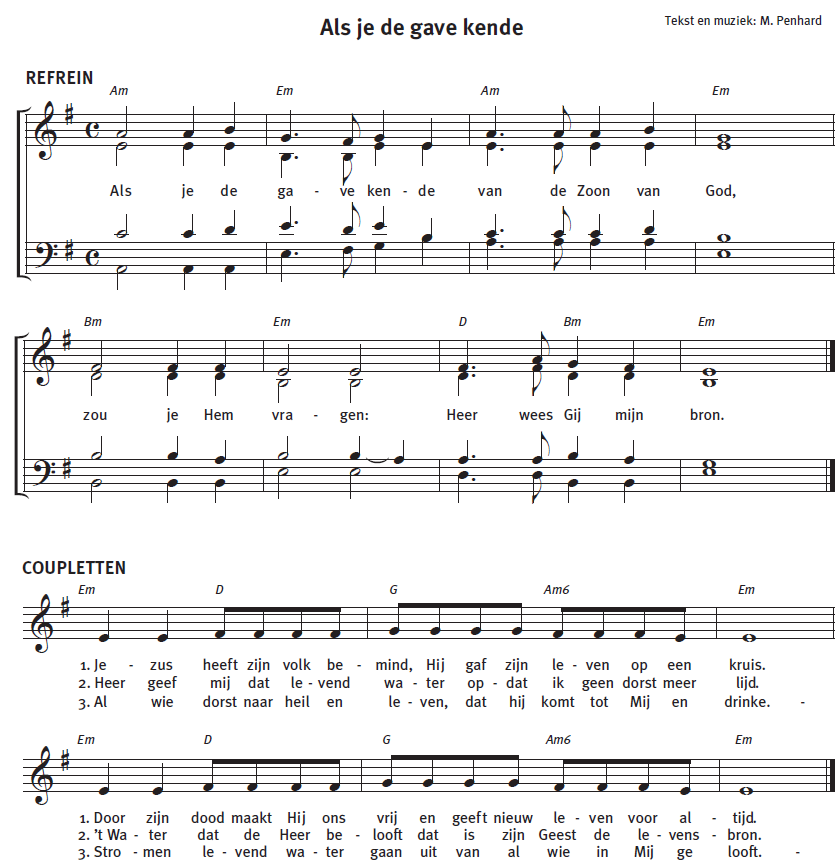 Als je de gave kende
Tekst en muziek: M. Penhard
REFREIN
Am Em Am Em
Als je de ga - ve ken - de van de Zoon van God,
Bm Em D Bm Em
zou je Hem vra - gen: Heer wees Gij mijn bron.
COUPLETTEN
Em D G Am6 Em
1. Je - zus heeft zijn volk be - mind, Hij gaf zijn le - ven op een kruis.
2. Heer geef mij dat le - vend wa - ter op - dat ik geen dorst meer lijd.
3. Al wie dorst naar heil en le - ven, dat hij komt tot Mij en drinke. -
Em D G Am6 Em
1. Door zijn dood maakt Hij ons vrij en geeft nieuw le - ven voor al - tijd.
2. 't Wa - ter dat de Heer be - looft dat is zijn Geest de le - vens - bron.
3. Stro - men le - vend wa - ter gaan uit van al wie in Mij ge looft. -